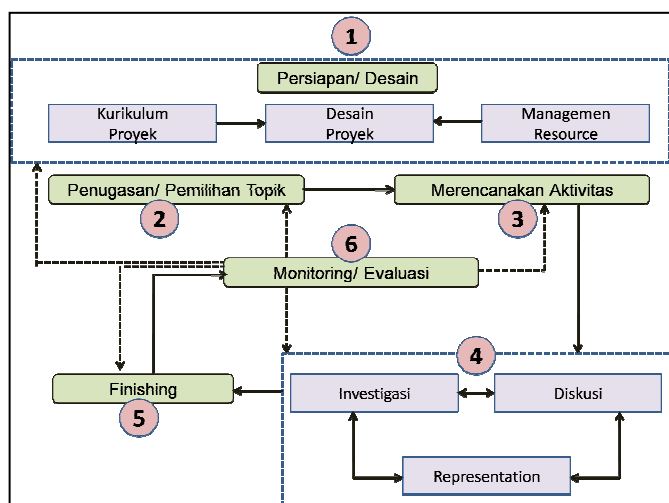 1
Persiapan/ Desain
Kurikulum
Proyek
Desain
Proyek
Managemen
Resource
Penugasan/ Pemilihan Topik
Merencanakan Aktivitas
2
3
6
Monitoring/ Evaluasi
4
Finishing
Investigasi
Diskusi
5
Representation